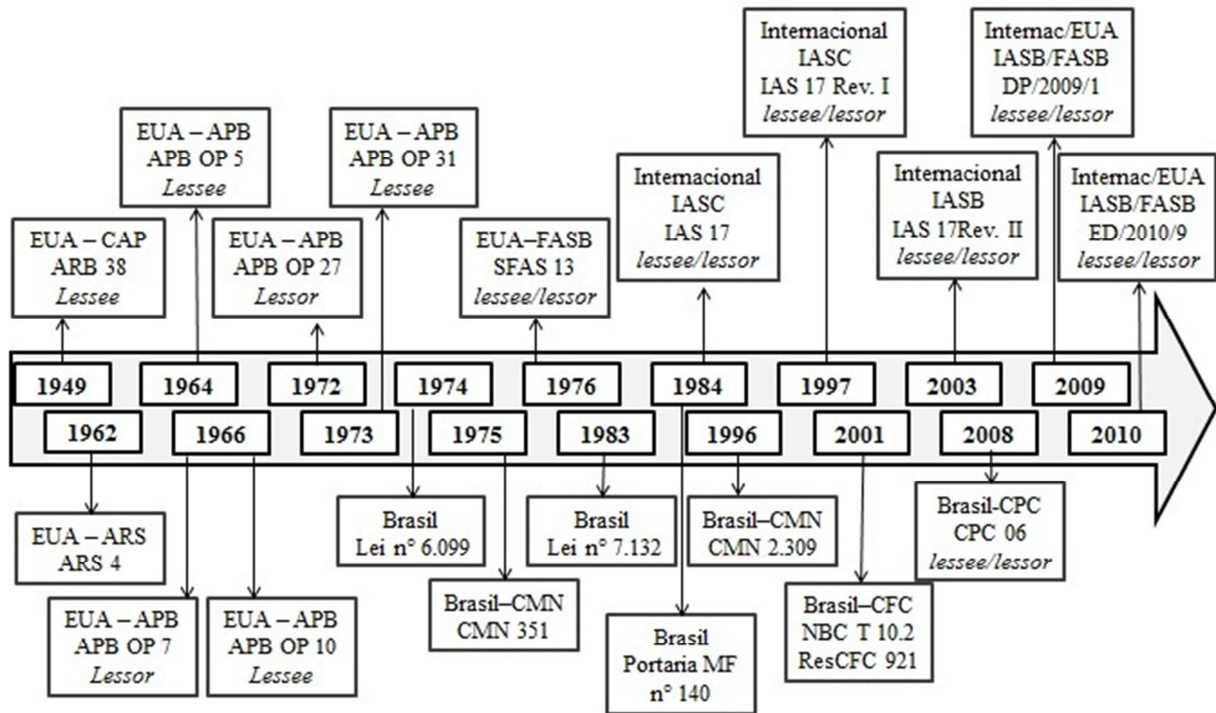 Internacional
IASC
IAS 17 Rev. I
lessee/lessor
Internac/EUA
IASB/FASB
DP/2009/1
lessee/lessor
EUA – APB
APB OP 5
Lessee
EUA – APB
APB OP 31
Lessee
Internacional
IASC
IAS 17
lessee/lessor
Internacional
IASB
IAS 17Rev. II
lessee/lessor
Internac/EUA
IASB/FASB
ED/2010/9
lessee/lessor
EUA – CAP
ARB 38
Lessee
EUA – APB
APB OP 27
Lessor
EUA–FASB
SFAS 13
lessee/lessor
1949
1964
1972
1974
1976
1984
1997
2003
2009
1962
1966
1973
1975
1983
1996
2001
2008
2010
EUA – ARS
ARS 4
Brasil
Lei n° 6.099
Brasil
Lei n° 7.132
Brasil–CMN
CMN 2.309
Brasil-CPC
CPC 06
lessee/lessor
EUA – APB
APB OP 7
Lessor
EUA – APB
APB OP 10
Lessee
Brasil–CMN
CMN 351
Brasil
Portaria MF
n° 140
Brasil–CFC
NBC T 10.2
ResCFC 921